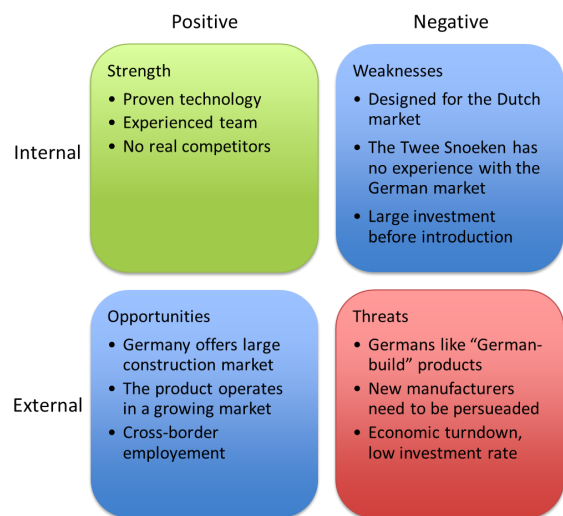 Positive
Negative
Internal
Strength
• Proven technology
• Experienced team
• No real competitors
Weaknesses
• Designed for the Dutch
market
• The Twee Snoeken has
no experience with the
German market
• Large investment
before introduction
External
Opportunities
• Germany offers large
construction market
• The product operates
in a growing market
• Cross-border
employement
Threats
• Germans like “German-
build” products
• New manufacturers
need to be persueaded
• Economic turndown,
low investment rate